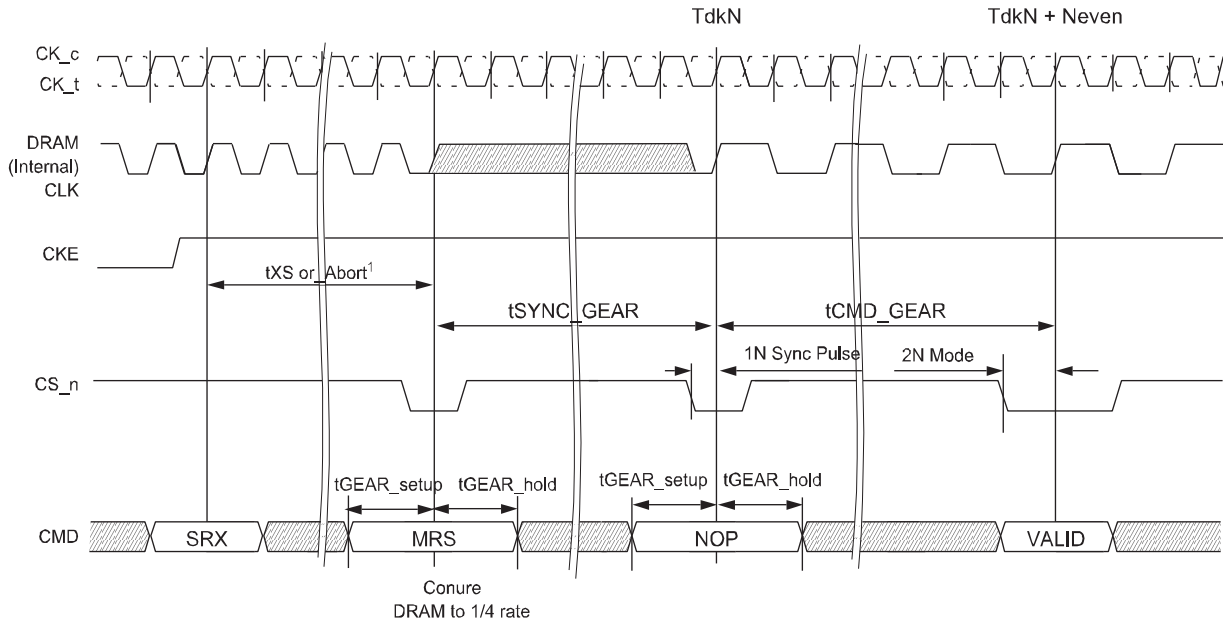 TdkN
TdkN + Neven
CK_c
CK_t
DRAM
(Internal)
CLK
CKE
tXS or_Abort¹
tSYNC_GEAR
tCMD_GEAR
1N Sync Pulse
2N Mode
CS_n
tGEAR_setup
tGEAR_hold
tGEAR_setup
tGEAR_hold
CMD
SRX
MRS
NOP
VALID
Conure
DRAM to 1/4 rate